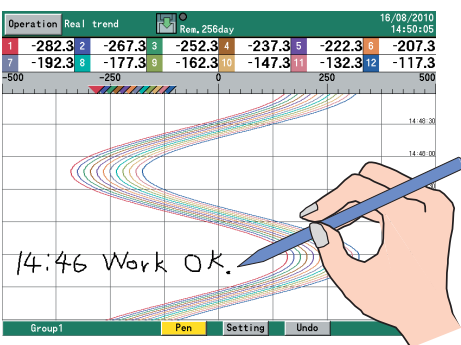 Operation Real trend Rem.256day 16/08/2010
14:50:05
1 -282.3 2 -267.3 3 -252.3 4 -237.3 5 -222.3 6 -207.3
7 -192.3 8 -177.3 9 -162.3 10 -147.3 11 -132.3 12 -117.3
-500 -250 0 250 500
14:48:30
14:48:00
14:46 Work OK.
Group1 Pen Setting Undo